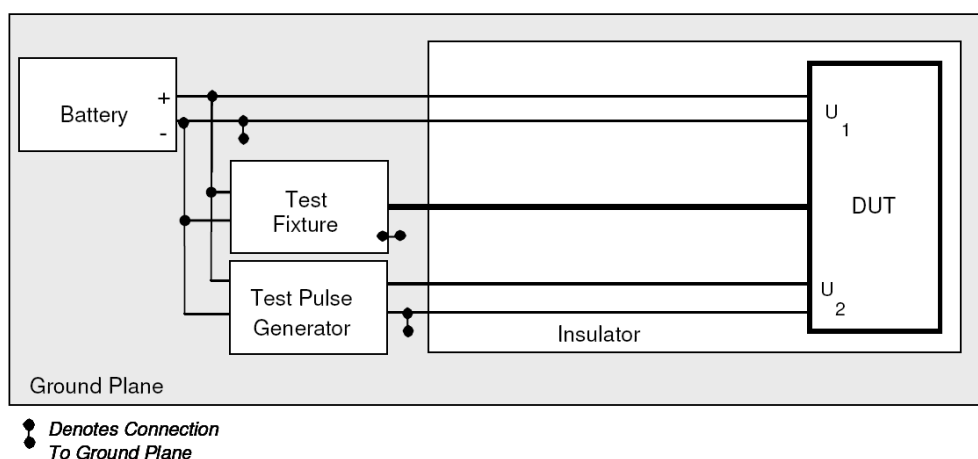 Battery
+
-
U
1
Test
Fixture
DUT
Test Pulse
Generator
U
2
Insulator
Ground Plane
Denotes Connection
To Ground Plane